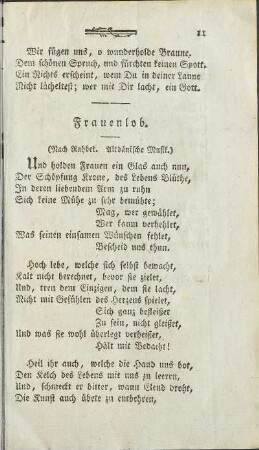 11
Wir fügen uns, o wunderholde Braune.
Dem schönen Spruch, und fürchten keinen Spott.
Ein Nichts erscheint, wem Du in deiner Laune
Nicht lächeltest; wer mit Dir lacht, ein Gott.
Frauenlob.
(Nach Rahbek. Altdänische Musik.)
Und holden Frauen ein Glas auch nun,
Der Schöpfung Krone, des Lebens Blüthe,
In deren liebendem Arm zu ruhn
Sich keine Mühe zu sehr bemühte;
Mag, wer gewählet,
Wer kaum verhehlet,
Was seinen einsamen Wünschen fehlet,
Bescheid uns thun.
Hoch lebe, welche sich selbst bewacht,
Kalt nicht berechnet, bevor sie zielet,
Und, treu dem Einzigen, dem sie lacht,
Nicht mit Gefühlen des Herzens spielet,
Sich ganz befleißet
Zu sein, nicht gleißet,
Und was sie wohl überlegt verheisset,
Hält mit Bedacht!
Heil ihr auch, welche die Hand uns bot,
Den Kelch des Lebens mit uns zu leeren,
Und, schmeckt er bitter, wann Elend droht,
Die Kunst auch übete zu entbehren,